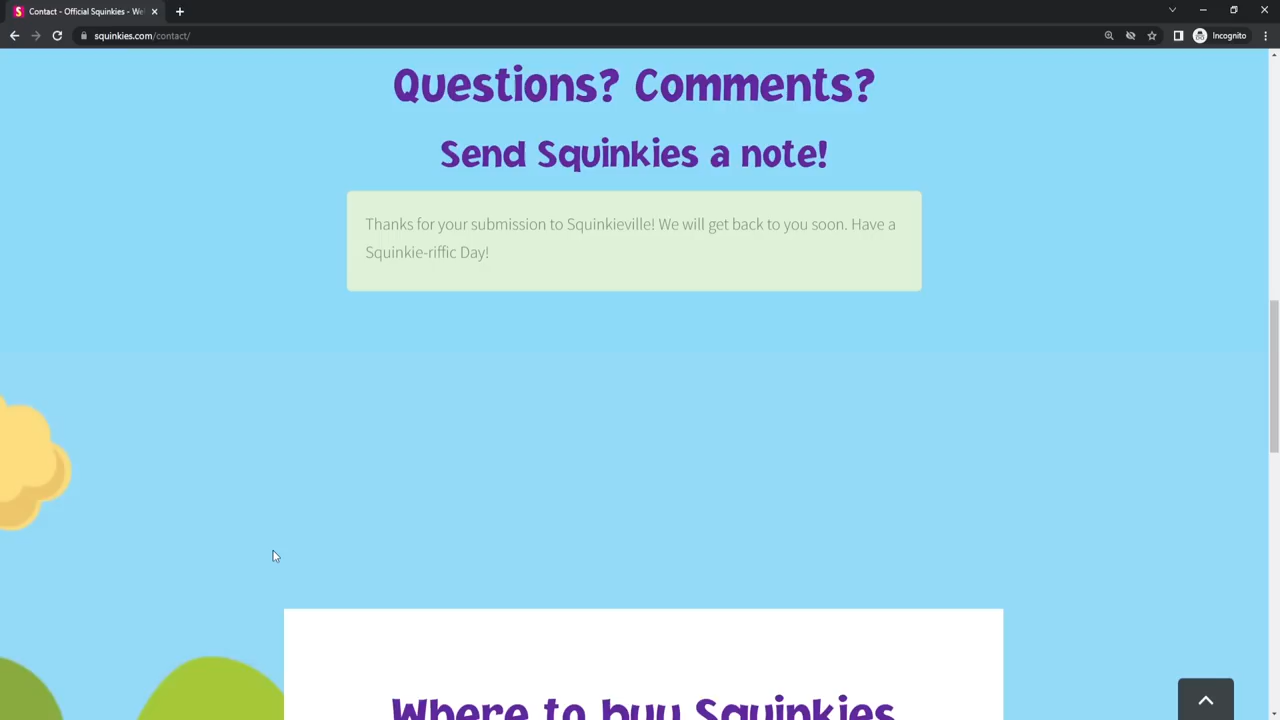 Contact - Official Squinkies - We
squinkies.com/contact/
Incognito
Questions? Comments?
Send Squinkies a note!
Thanks for your submission to Squinkieville! We will get back to you soon. Have a
Squinkie-riffic Day!
Where to buy Squinkies